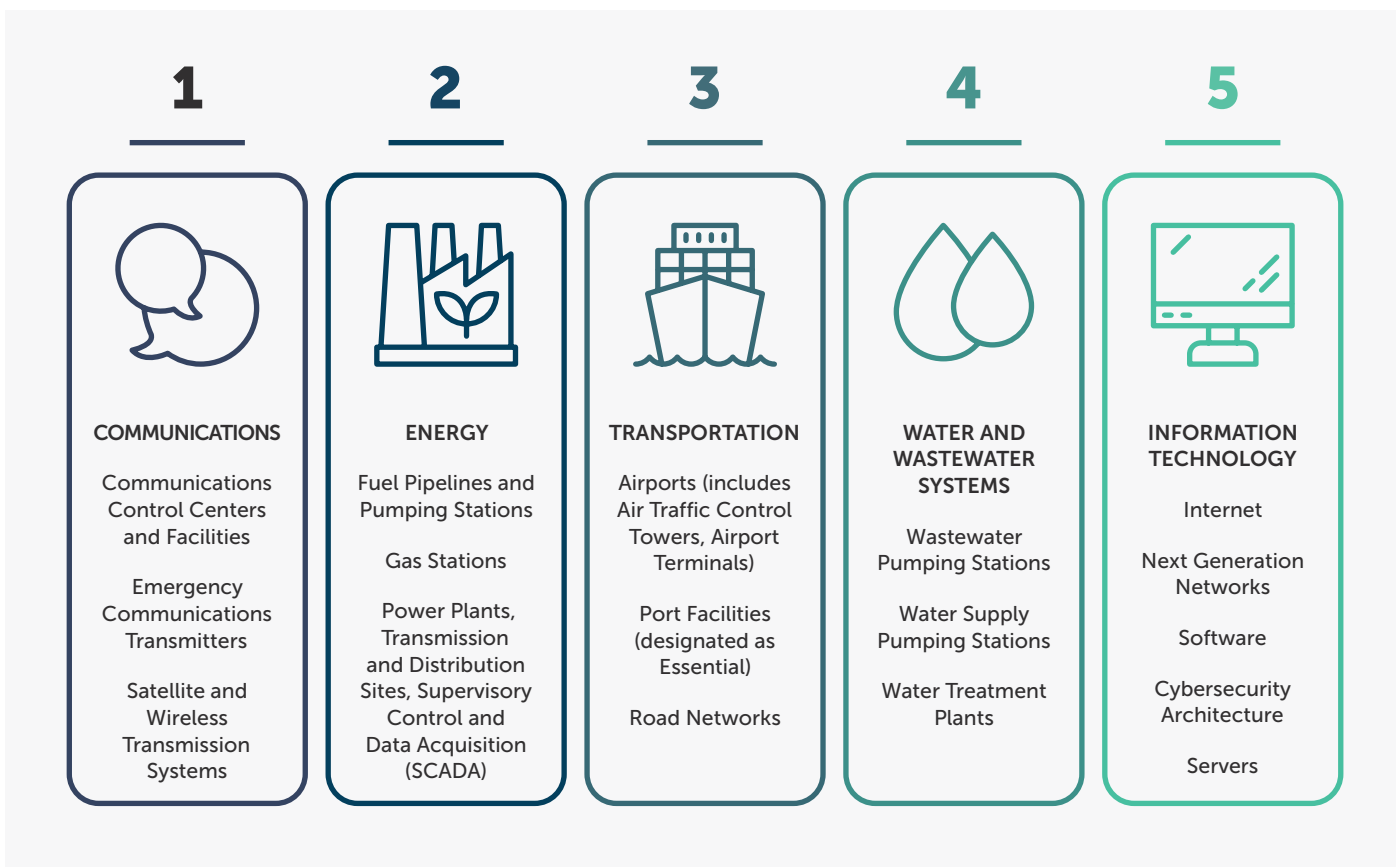 1
COMMUNICATIONS
Communications
Control Centers
and Facilities
Emergency
Communications
Transmitters
Satellite and
Wireless
Transmission
Systems
2
ENERGY
Fuel Pipelines and
Pumping Stations
Gas Stations
Power Plants,
Transmission
and Distribution
Sites, Supervisory
Control and
Data Acquisition
(SCADA)
3
TRANSPORTATION
Airports (includes
Air Traffic Control
Towers, Airport
Terminals)
Port Facilities
(designated as
Essential)
Road Networks
4
WATER AND
WASTEWATER
SYSTEMS
Wastewater
Pumping Stations
Water Supply
Pumping Stations
Water Treatment
Plants
5
INFORMATION
TECHNOLOGY
Internet
Next Generation
Networks
Software
Cybersecurity
Architecture
Servers